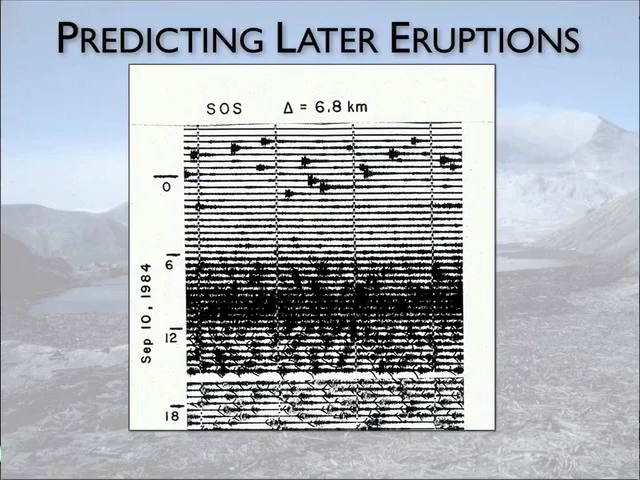 PREDICTING LATER ERUPTIONS
SOS Δ = 6.8 km
0
6
Sep 10, 1984
12
18